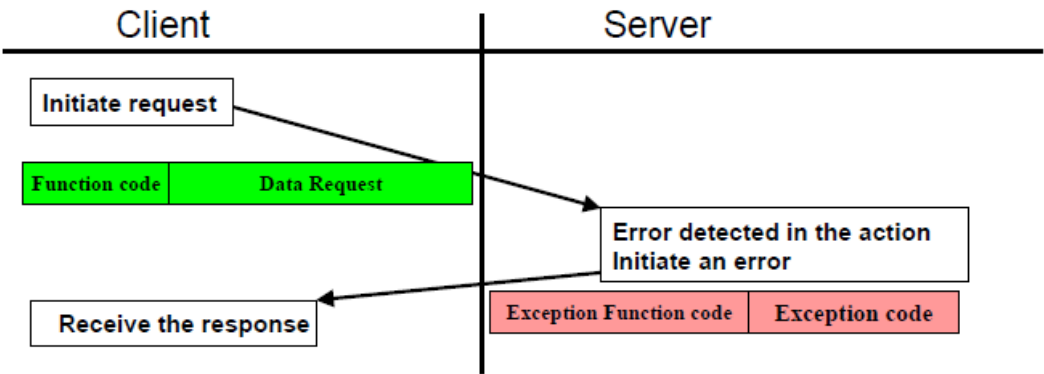 Client
Server
Initiate request
Function code
Data Request
Error detected in the action
Initiate an error
Exception Function code
Exception code
Receive the response